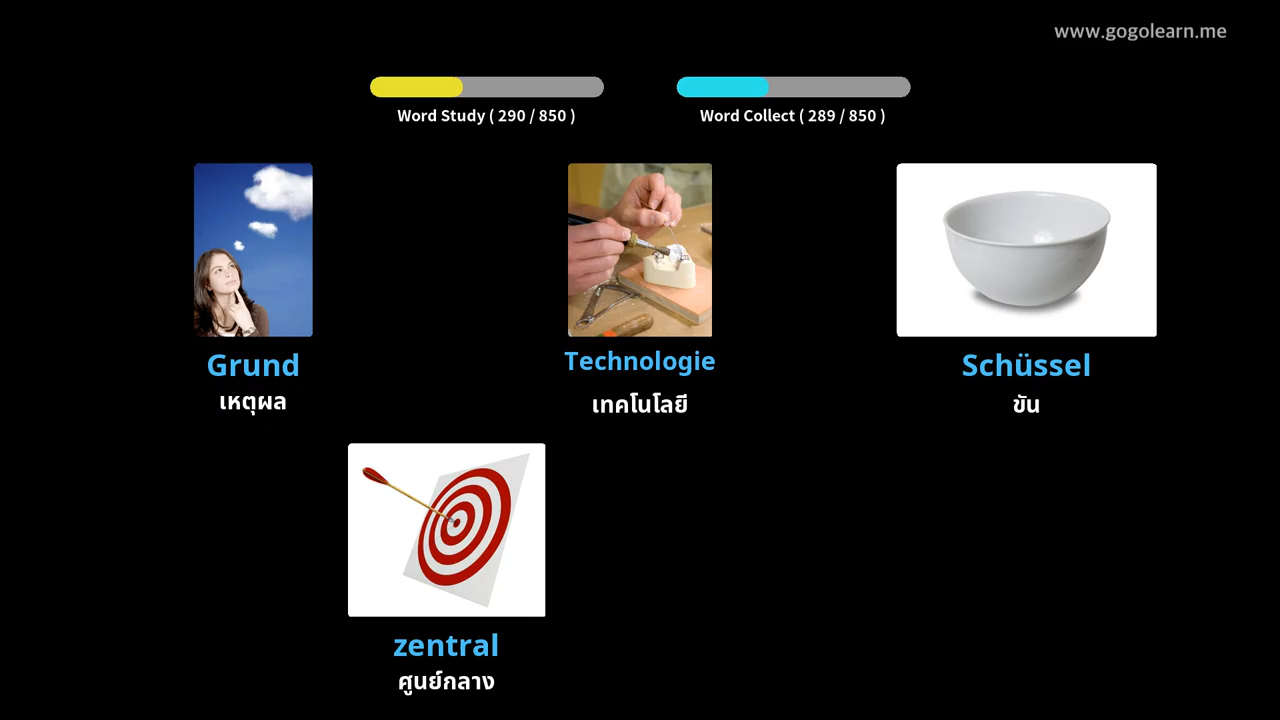 www.gogolearn.me
Word Study ( 290 / 850 )
Word Collect ( 289 / 850 )
Grund
เหตุผล
Technologie
เทคโนโลยี
Schüssel
ขัน
zentral
ศูนย์กลาง